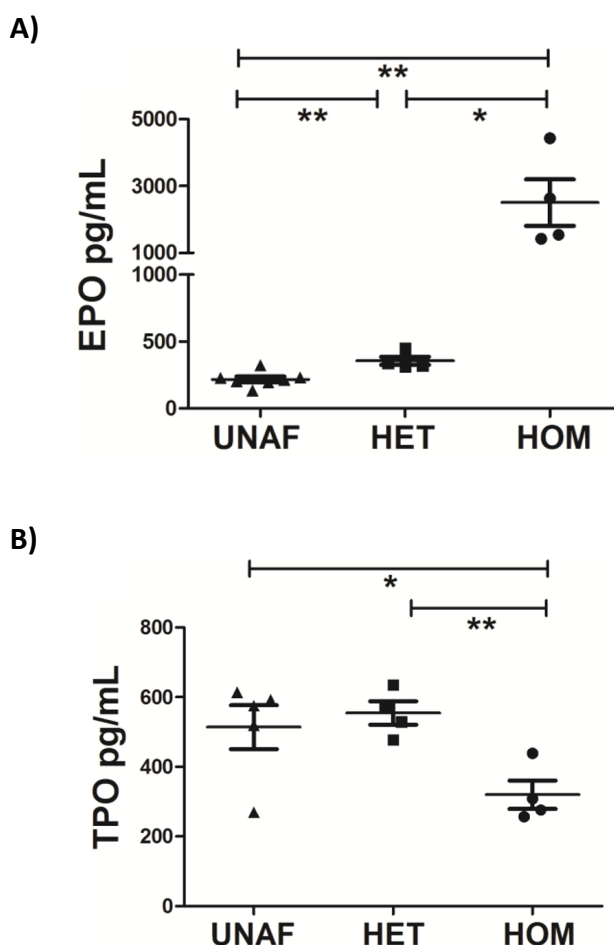 A)
**
** *
5000
3000
1000
1000
500
0
EPO pg/mL
UNAF HET HOM
B)
*
**
800
600
400
200
0
TPO pg/mL
UNAF HET HOM